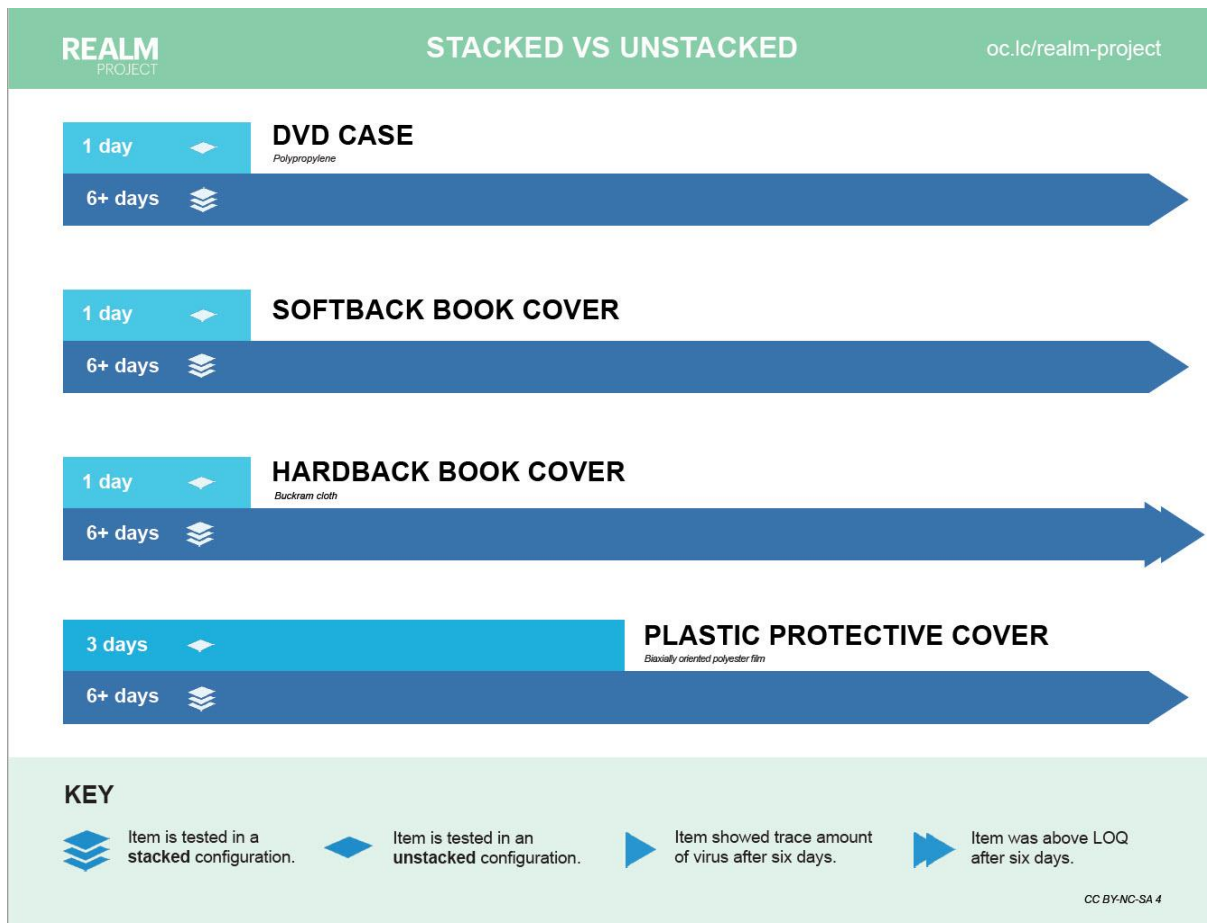 REALM
PROJECT
STACKED VS UNSTACKED
oc.lc/realm-project
1 day
DVD CASE
Polypropylene
6+ days
1 day
SOFTBACK BOOK COVER
6+ days
1 day
HARDBACK BOOK COVER
Buckram cloth
6+ days
3 days
PLASTIC PROTECTIVE COVER
Biaxially oriented polyester film
6+ days
KEY
Item is tested in a
stacked configuration.
Item is tested in an
unstacked configuration.
Item showed trace amount
of virus after six days.
Item was above LOQ
after six days.
CC BY-NC-SA 4